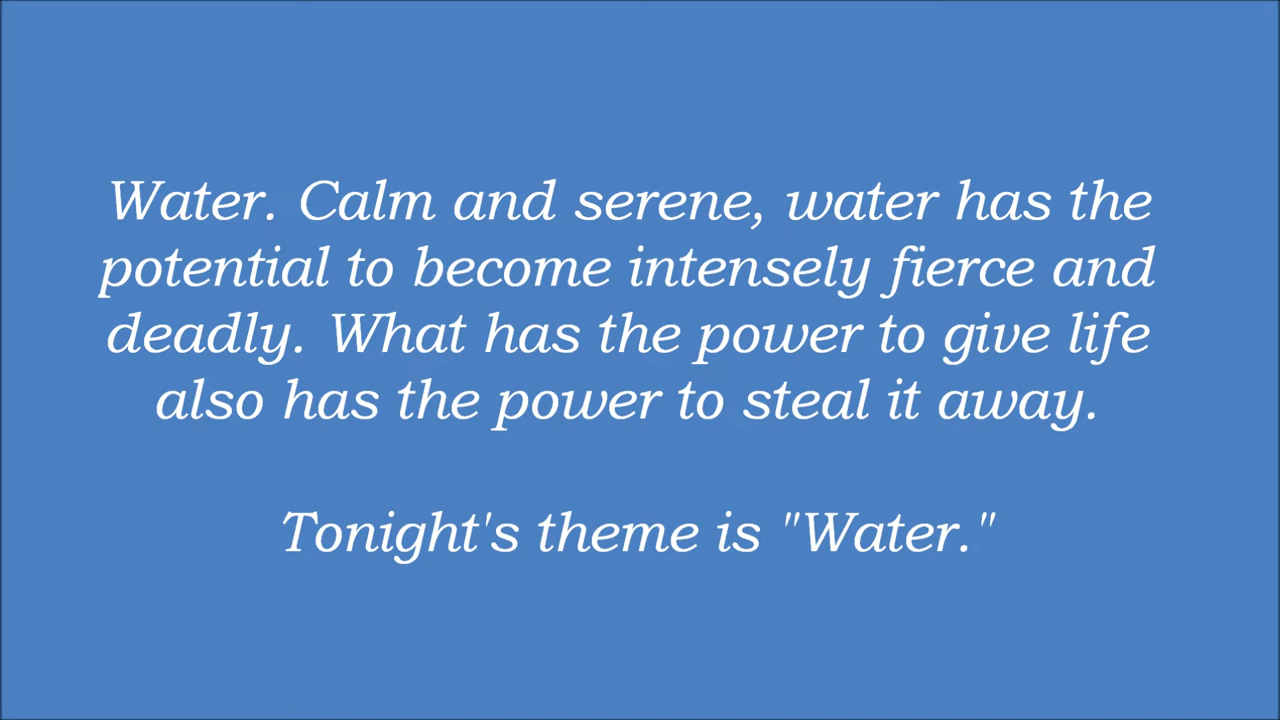 Water. Calm and serene, water has the
potential to become intensely fierce and
deadly. What has the power to give life
also has the power to steal it away.
Tonight's theme is "Water."